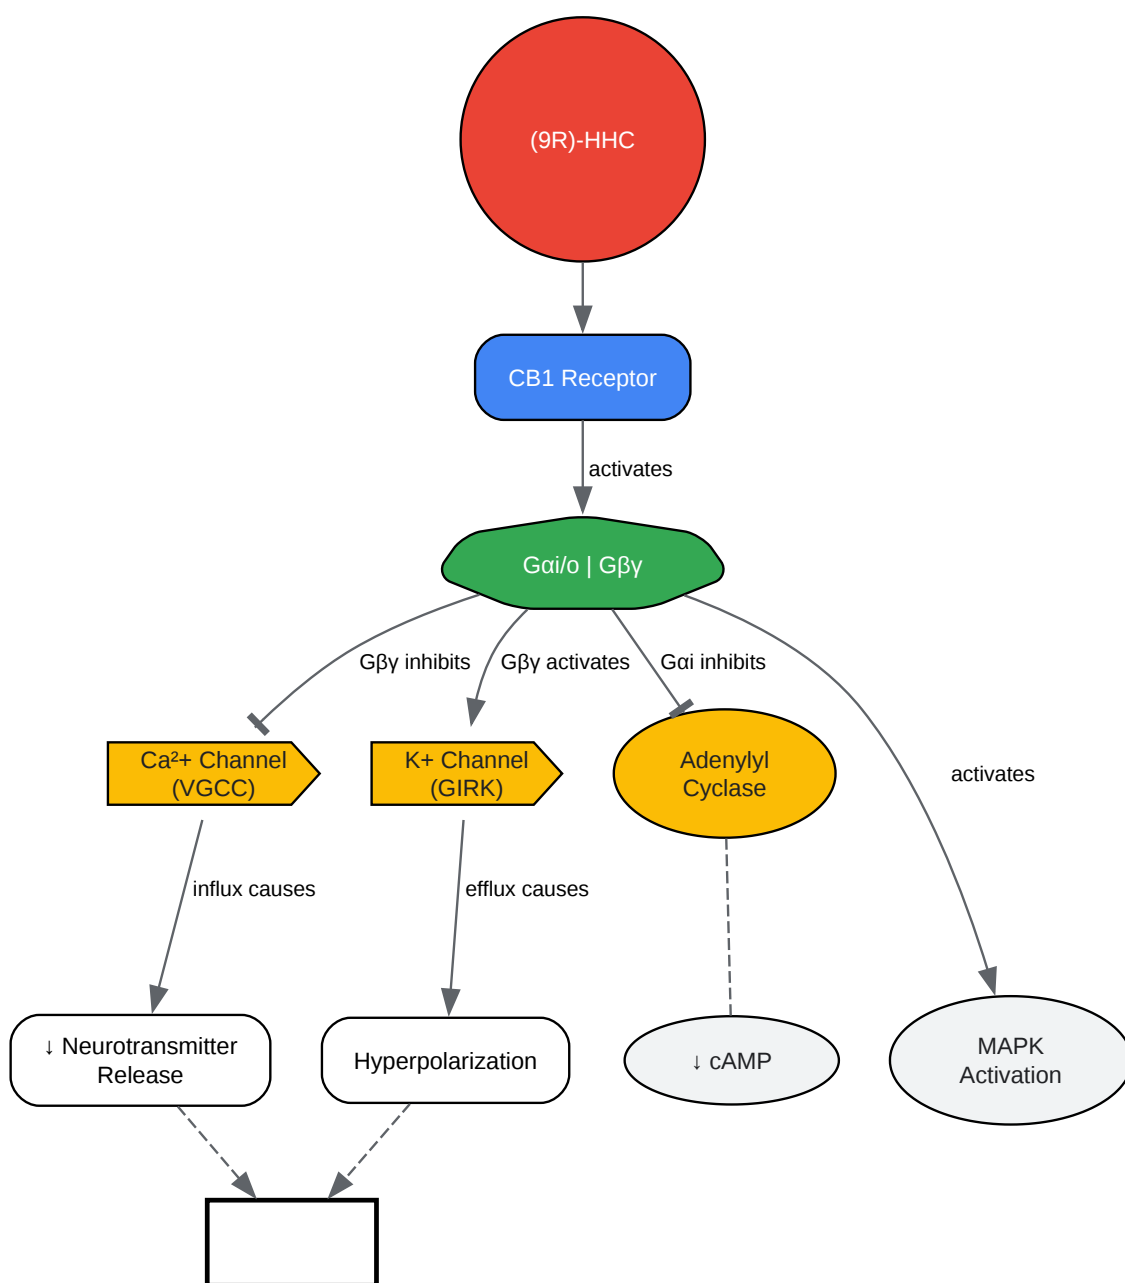 (9R)-HHC
CB1 Receptor
activates
Gαi/o | Gβγ
Gβγ inhibits
Gβγ activates
Gαi inhibits
Ca²+ Channel
(VGCC)
K+ Channel
(GIRK)
Adenylyl
Cyclase
activates
influx causes
efflux causes
↓ Neurotransmitter
Release
Hyperpolarization
↓ cAMP
MAPK
Activation